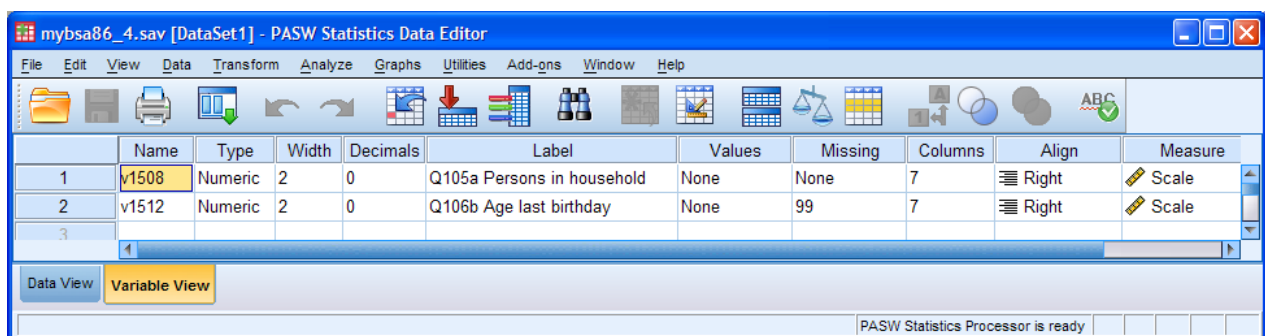 mybsa86_4.sav [DataSet1] - PASW Statistics Data Editor
File Edit View Data Transform Analyze Graphs Utilities Add-ons Window Help
A 1 ABC
Name Type Width Decimals Label Values Missing Columns Align Measure
1 v1508 Numeric 2 0 Q105a Persons in household None None 7 Right Scale
2 v1512 Numeric 2 0 Q106b Age last birthday None 99 7 Right Scale
3
Data View Variable View
PASW Statistics Processor is ready